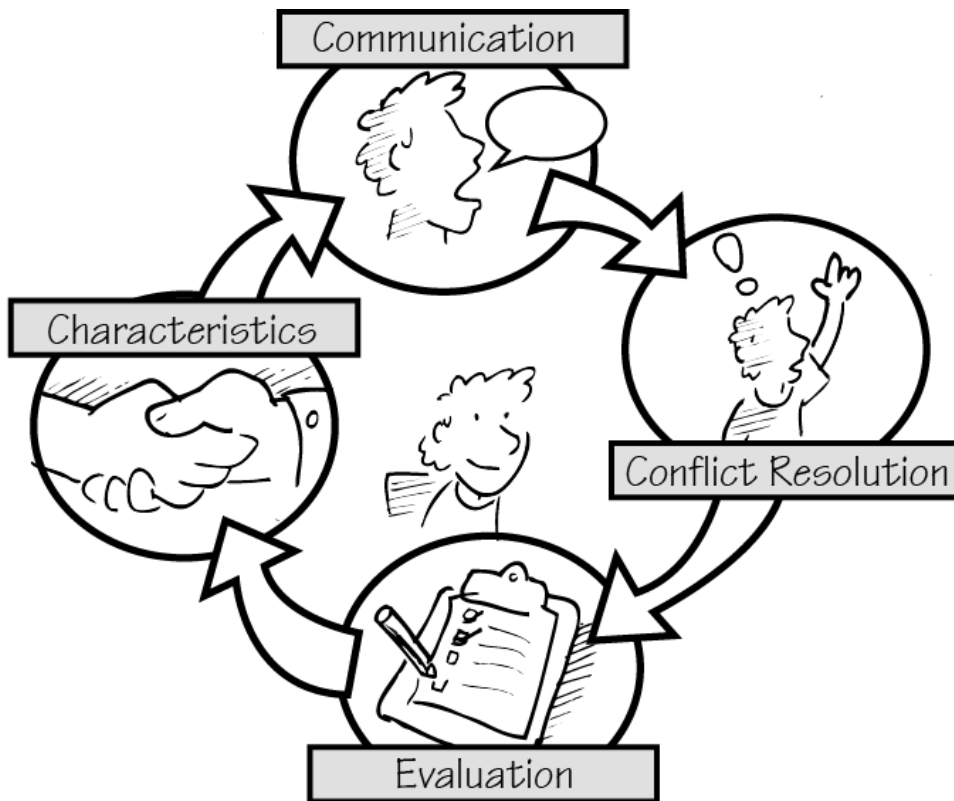 Communication
Characteristics
Conflict Resolution
Evaluation